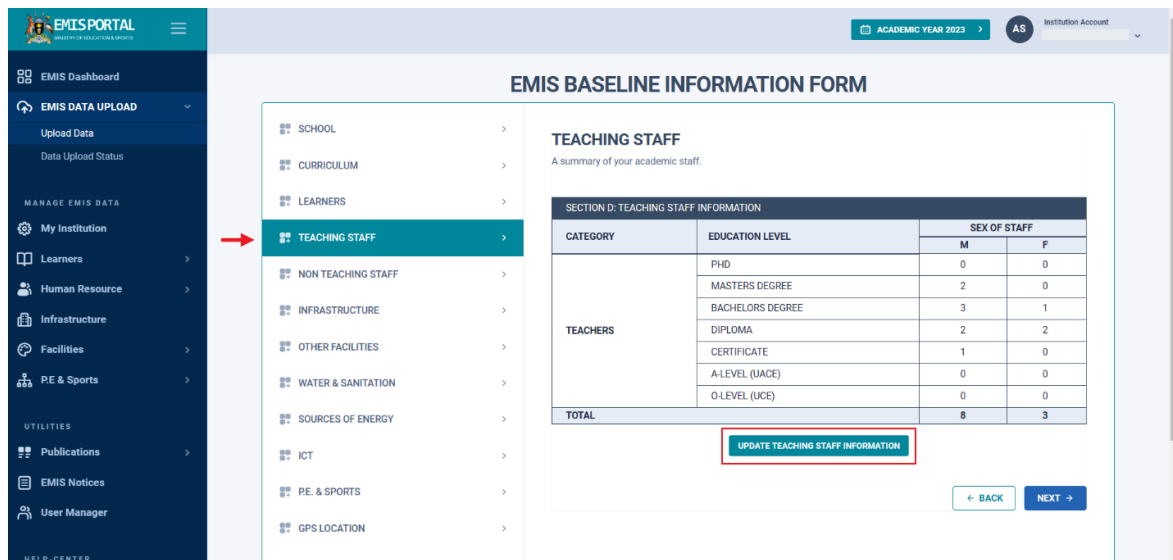 EMIS PORTAL
MINISTRY OF EDUCATION & SPORTS
ACADEMIC YEAR 2023
AS
Institution Account
EMIS Dashboard
EMIS DATA UPLOAD
Upload Data
Data Upload Status
MANAGE EMIS DATA
My Institution
Learners
Human Resource
Infrastructure
Facilities
P.E & Sports
UTILITIES
Publications
EMIS Notices
User Manager
HELP-CENTER
EMIS BASELINE INFORMATION FORM
SCHOOL
CURRICULUM
LEARNERS
TEACHING STAFF
NON TEACHING STAFF
INFRASTRUCTURE
OTHER FACILITIES
WATER & SANITATION
SOURCES OF ENERGY
ICT
P.E. & SPORTS
GPS LOCATION
TEACHING STAFF
A summary of your academic staff.
SECTION D: TEACHING STAFF INFORMATION
CATEGORY EDUCATION LEVEL SEX OF STAFF
M F
PHD 0 0
MASTERS DEGREE 2 0
BACHELORS DEGREE 3 1
TEACHERS DIPLOMA 2 2
CERTIFICATE 1 0
A-LEVEL (UACE) 0 0
O-LEVEL (UCE) 0 0
TOTAL 8 3
UPDATE TEACHING STAFF INFORMATION
← BACK NEXT →